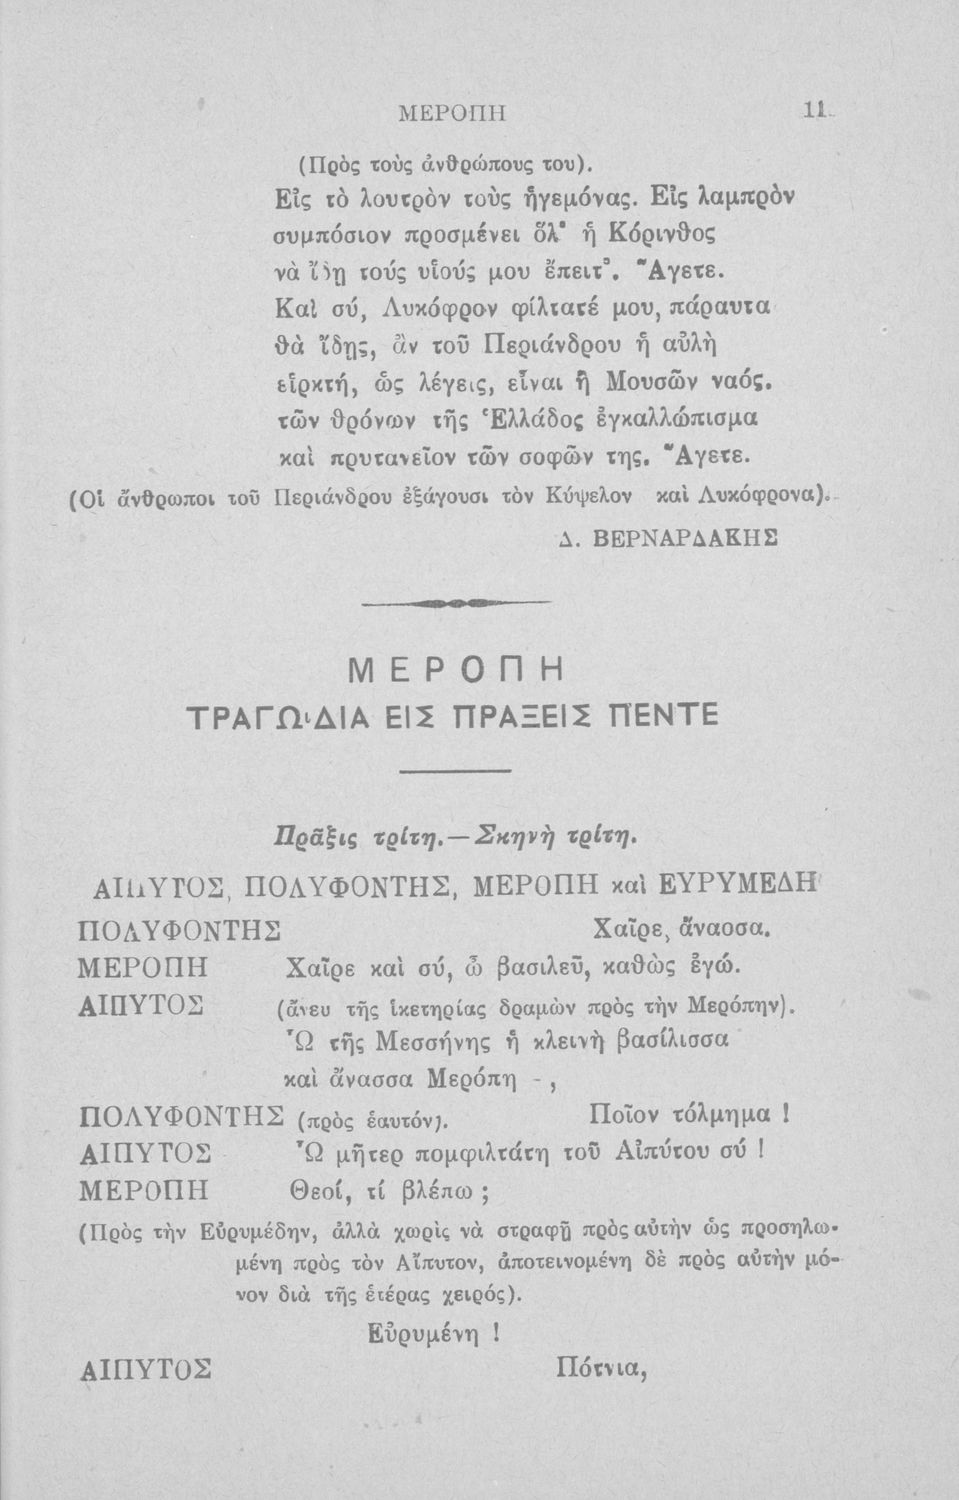 ΜΕΡΟΠΗ 11
(Πρὸς τοὺς ἀνθρώπους του).
Εἰς τὸ λουτρὸν τοὺς ἡγεμόνας. Εἰς λαμπρὸν
συμπόσιον προσμένει ὅλ' ἡ Κόρινθος
νὰ ἴδῃ τούς υἱούς μου ἔπειτ'. Ἄγετε.
Καὶ σύ, Λυκόφρον φίλτατέ μου, πάραυτα
θὰ ἴδῃς, ἂν τοῦ Περιάνδρου ἡ αὐλὴ
εἱρκτή, ὡς λέγεις, εἶναι ἢ Μουσῶν ναός.
τῶν θρόνων τῆς Ἑλλάδος ἐγκαλλώπισμα
καὶ πρυτανεῖον τῶν σοφῶν της. Ἄγετε.
(Οἱ ἄνθρωποι τοῦ Περιάνδρου ἐξάγουσι τὸν Κύψελον καὶ Λυκόφρονα).
Δ. ΒΕΡΝΑΡΔΑΚΗΣ
ΜΕΡΟΠΗ
ΤΡΑΓΩιΔΙΑ ΕΙΣ ΠΡΑΞΕΙΣ ΠΕΝΤΕ
Πρᾶξις τρίτη.—Σκηνὴ τρίτη.
ΑΙΠΥΤΟΣ, ΠΟΛΥΦΟΝΤΗΣ, ΜΕΡΟΠΗ καὶ ΕΥΡΥΜΕΔΗ
ΠΟΛΥΦΟΝΤΗΣ Χαῖρε, ἄναοσα.
ΜΕΡΟΠΗ Χαῖρε καὶ σύ, ὦ βασιλεῦ, καθὼς ἐγώ.
ΑΙΠΥΤΟΣ (ἄνευ τῆς ἱκετηρίας δραμὼν πρὸς τὴν Μερόπην).
Ὦ τῆς Μεσσήνης ἡ κλεινὴ βασίλισσα
καὶ ἄνασσα Μερόπη - ,
ΠΟΛΥΦΟΝΤΗΣ (πρὸς ἑαυτόν). Ποῖον τόλμημα !
ΑΙΠΥΤΟΣ Ὦ μῆτερ πομφιλτάτη τοῦ Αἰπύτου σύ !
ΜΕΡΟΠΗ Θεοί, τί βλέπω ;
(Πρὸς τὴν Εὐρυμέδην, ἀλλὰ χωρὶς νὰ στραφῇ πρὸς αὐτὴν ὡς προσηλω-
μένη πρὸς τὸν Αἴπυτον, ἀποτεινομένη δὲ πρὸς αὐτὴν μό-
νον διὰ τῆς ἑτέρας χειρός).
Εὐρυμένη !
ΑΙΠΥΤΟΣ Πότνια,